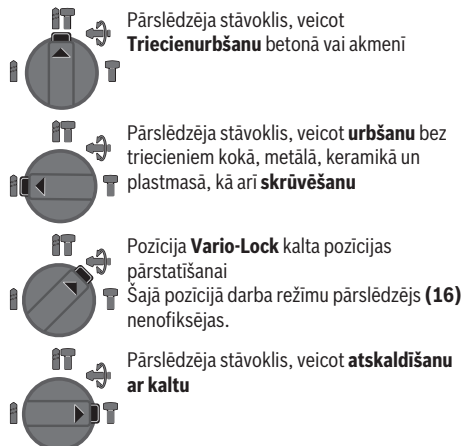 Pārslēdzēja stāvoklis, veicot
Triecienurbšanu betonā vai akmenī
Pārslēdzēja stāvoklis, veicot urbšanu bez
triecieniem kokā, metālā, keramikā un
plastmasā, kā arī skrūvēšanu
Pozīcija Vario-Lock kalta pozīcijas
pārstatīšanai
Šajā pozīcijā darba režīmu pārslēdzējs (16)
nenofiksējas.
Pārslēdzēja stāvoklis, veicot atskaldīšanu
ar kaltu